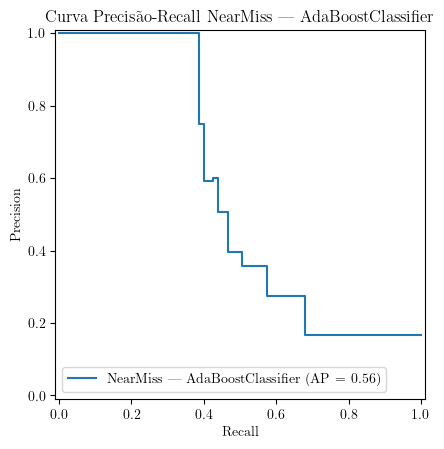 Curva Precisão-Recall NearMiss — AdaBoostClassifier
1.0
0.8
0.6
0.4
0.2
0.0
Precision
NearMiss — AdaBoostClassifier (AP = 0.56)
0.0 0.2 0.4 0.6 0.8 1.0
Recall